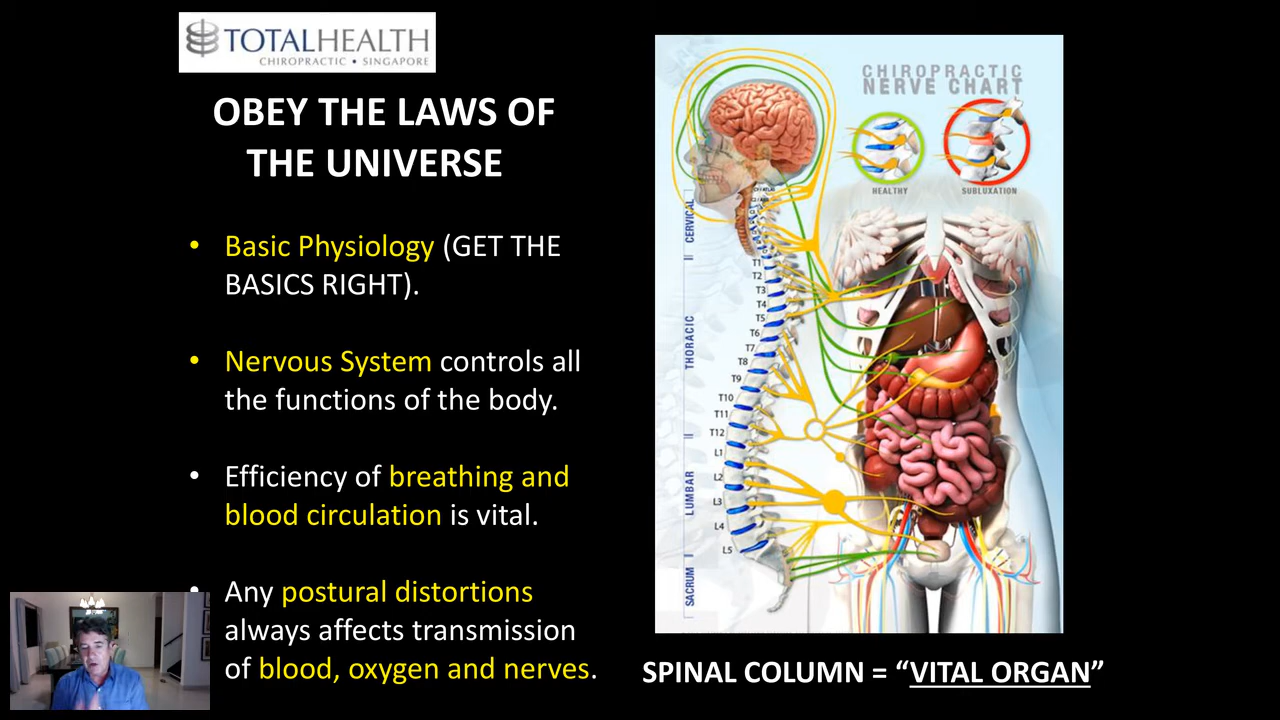 TOTALHEALTH
CHIROPRACTIC • SINGAPORE
OBEY THE LAWS OF
THE UNIVERSE
• Basic Physiology (GET THE
BASICS RIGHT).
• Nervous System controls all
the functions of the body.
• Efficiency of breathing and
blood circulation is vital.
• Any postural distortions
always affects transmission
of blood, oxygen and nerves.
CHIROPRACTIC
NERVE CHART
HEALTHY
SUBLUXATION
CERVICAL
T1
T2
T3
T4
T5
T6
T7
T8
T9
T10
T11
T12
L1
L2
L3
L4
L5
THORACIC
LUMBAR
SACRUM
SPINAL COLUMN = “VITAL ORGAN”